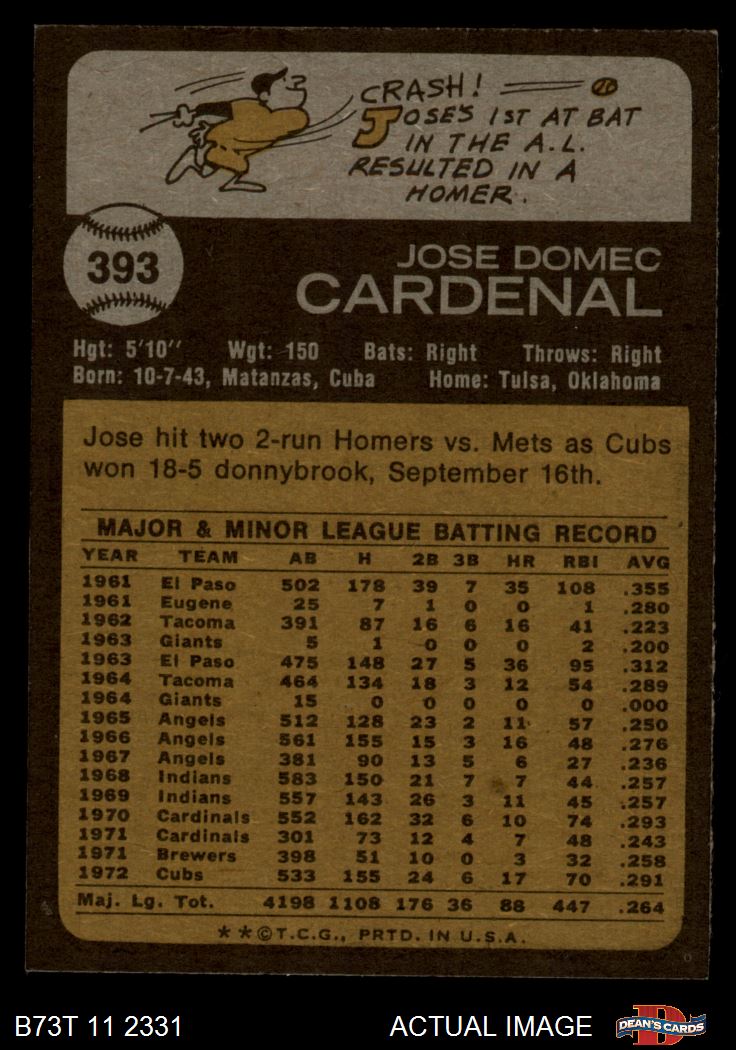 CRASH!
JOSE'S 1ST AT BAT
IN THE A.L.
RESULTED IN A
HOMER.
393
JOSE DOMEC
CARDENAL
Hgt: 5'10" Wgt: 150 Bats: Right Throws: Right
Born: 10-7-43, Matanzas, Cuba Home: Tulsa, Oklahoma
Jose hit two 2-run Homers vs. Mets as Cubs
won 18-5 donnybrook, September 16th.
MAJOR & MINOR LEAGUE BATTING RECORD
YEAR TEAM AB H 2B 3B HR RBI AVG
1961 El Paso 502 178 39 7 35 108 .355
1961 Eugene 25 7 1 0 0 1 .280
1962 Tacoma 391 87 16 6 16 41 .223
1963 Giants 5 1 0 0 0 2 .200
1963 El Paso 475 148 27 5 36 95 .312
1964 Tacoma 464 134 18 3 12 54 .289
1964 Giants 15 0 0 0 0 0 .000
1965 Angels 512 128 23 2 11 57 .250
1966 Angels 561 155 15 3 16 48 .276
1967 Angels 381 90 13 5 6 27 .236
1968 Indians 583 150 21 7 7 44 .257
1969 Indians 557 143 26 3 11 45 .257
1970 Cardinals 552 162 32 6 10 74 .293
1971 Cardinals 301 73 12 4 7 48 .243
1971 Brewers 398 51 10 0 3 32 .258
1972 Cubs 533 155 24 6 17 70 .291
Maj. Lg. Tot. 4198 1108 176 36 88 447 .264
**©T.C.G., PRTD. IN U.S.A.
B73T 11 2331 ACTUAL IMAGE D DEAN'S CARDS